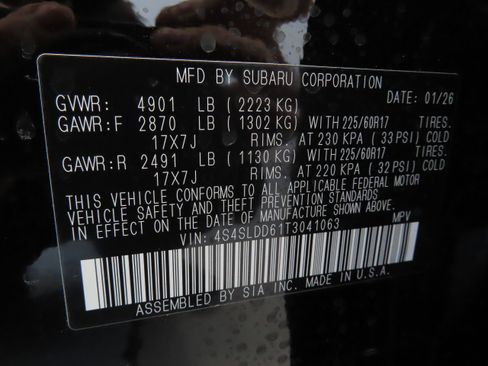 MFD BY SUBARU CORPORATION
GVWR: 4901 LB (2223 KG) DATE: 01/26
GAWR:F 2870 LB (1302 KG) WITH 225/60R17 TIRES.
17X7J RIMS. AT 230 KPA (33 PSI) COLD
GAWR:R 2491 LB (1130 KG) WITH 225/60R17 TIRES.
17X7J RIMS. AT 220 KPA (32 PSI) COLD
THIS VEHICLE CONFORMS TO ALL APPLICABLE FEDERAL MOTOR
VEHICLE SAFETY AND THEFT PREVENTION STANDARDS
IN EFFECT ON THE DATE OF MANUFACTURE SHOWN ABOVE.
VIN: 4S4SLDD61T3041063 MPV
ASSEMBLED BY SIA INC. MADE IN U.S.A.